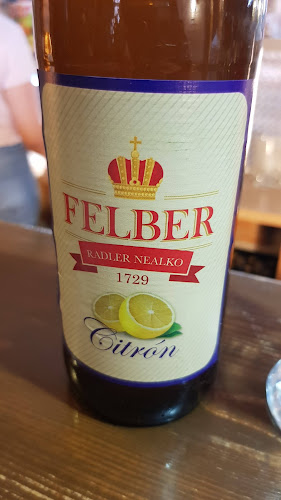 FELBER
RADLER NEALKO
1729
Citrón